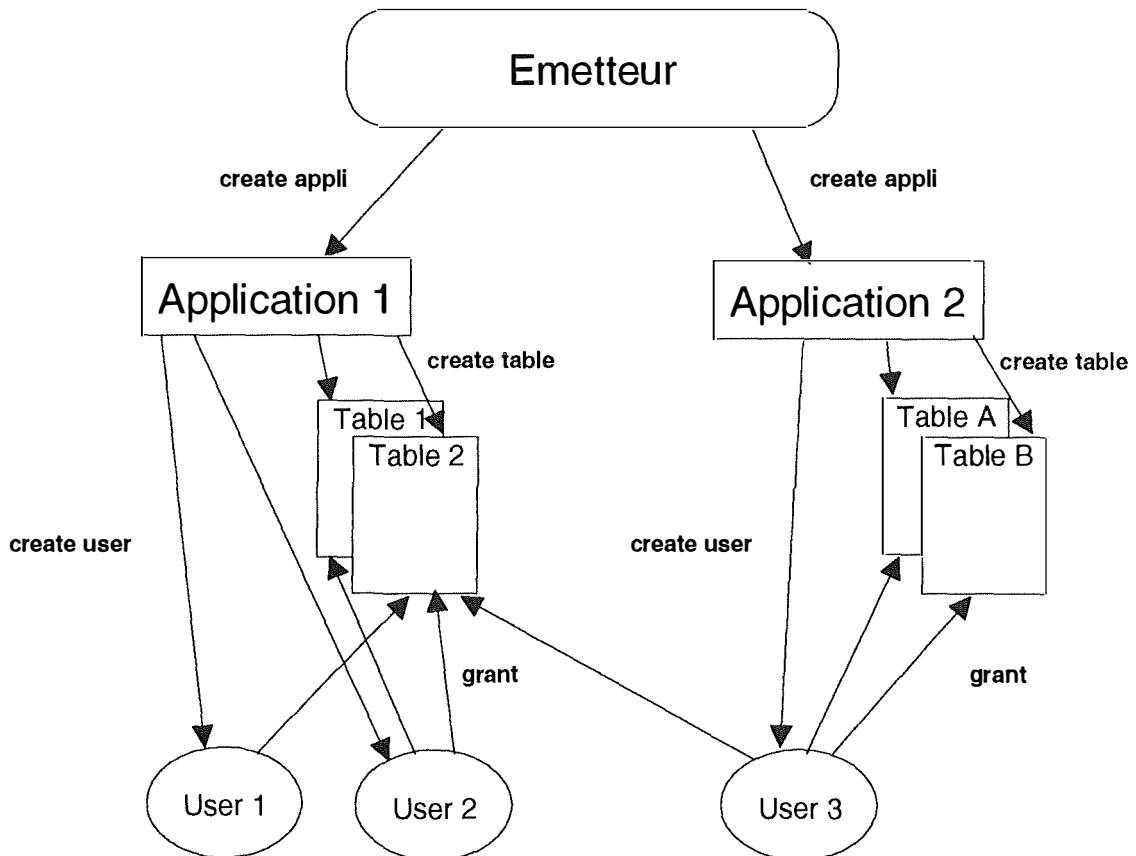 Emetteur
create appli
create appli
Application 1
Application 2
create table
create table
Table 1
Table A
Table 2
Table B
create user
create user
grant
grant
User 1
User 2
User 3